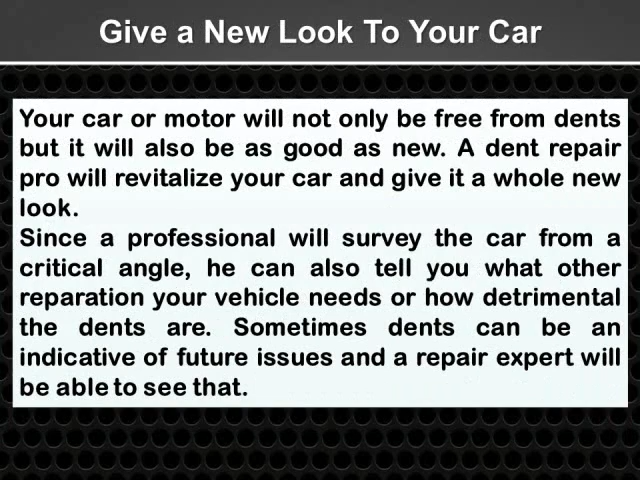 Give a New Look To Your Car
Your car or motor will not only be free from dents
but it will also be as good as new. A dent repair
pro will revitalize your car and give it a whole new
look.
Since a professional will survey the car from a
critical angle, he can also tell you what other
reparation your vehicle needs or how detrimental
the dents are. Sometimes dents can be an
indicative of future issues and a repair expert will
be able to see that.